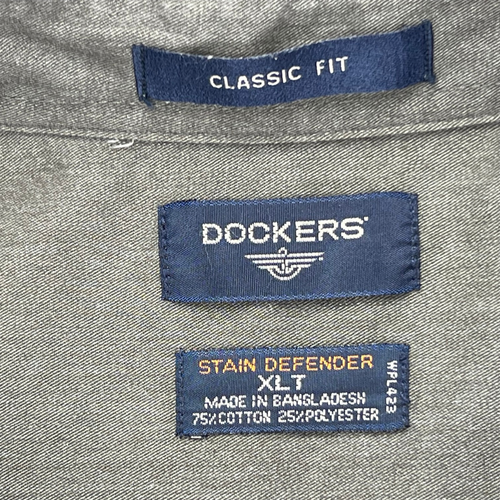 CLASSIC FIT
DOCKERS®
STAIN DEFENDER
XLT
MADE IN BANGLADESH
75%COTTON 25%POLYESTER
WPL423